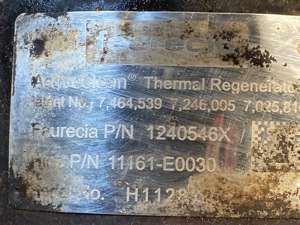 ActiveClean® Thermal Regenerato
No. 7,464,539 7,246,005 7,025,81
Faurecia P/N 1240546X
P/N 11161-E0030
No. H112